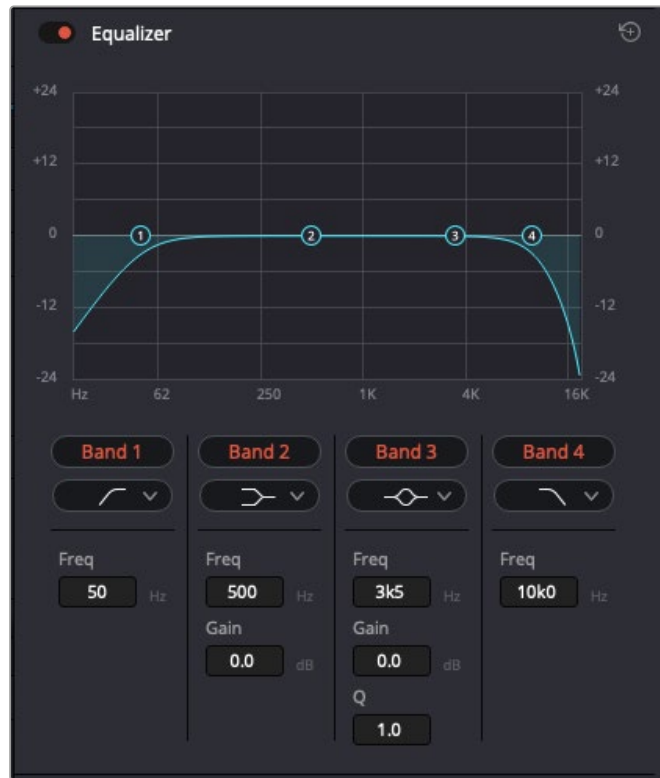 Equalizer
+24 +24
+12 +12
0 1 2 3 4 0
-12 -12
-24 -24
Hz 62 250 1K 4K 16K
Band 1 Band 2 Band 3 Band 4
Freq Freq Freq Freq
50 Hz 500 Hz 3k5 Hz 10k0 Hz
Gain Gain
0.0 dB 0.0 dB
Q
1.0